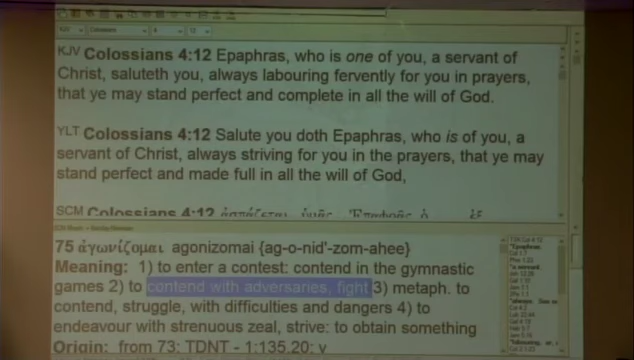 KJV Colossians 4:12 Epaphras, who is one of you, a servant of
Christ, saluteth you, always labouring fervently for you in prayers,
that ye may stand perfect and complete in all the will of God.
YLT Colossians 4:12 Salute you doth Epaphras, who is of you, a
servant of Christ, always striving for you in the prayers, that ye may
stand perfect and made full in all the will of God,
SCM Colossians 4:12
75 ἀγωνίζομαι agonizomai {ag-o-nid'-zom-ahee}
Meaning: 1) to enter a contest: contend in the gymnastic
games 2) to contend with adversaries, fight 3) metaph. to
contend, struggle, with difficulties and dangers 4) to
endeavour with strenuous zeal, strive: to obtain something
Origin: from 73; TDNT - 1:135,20; v